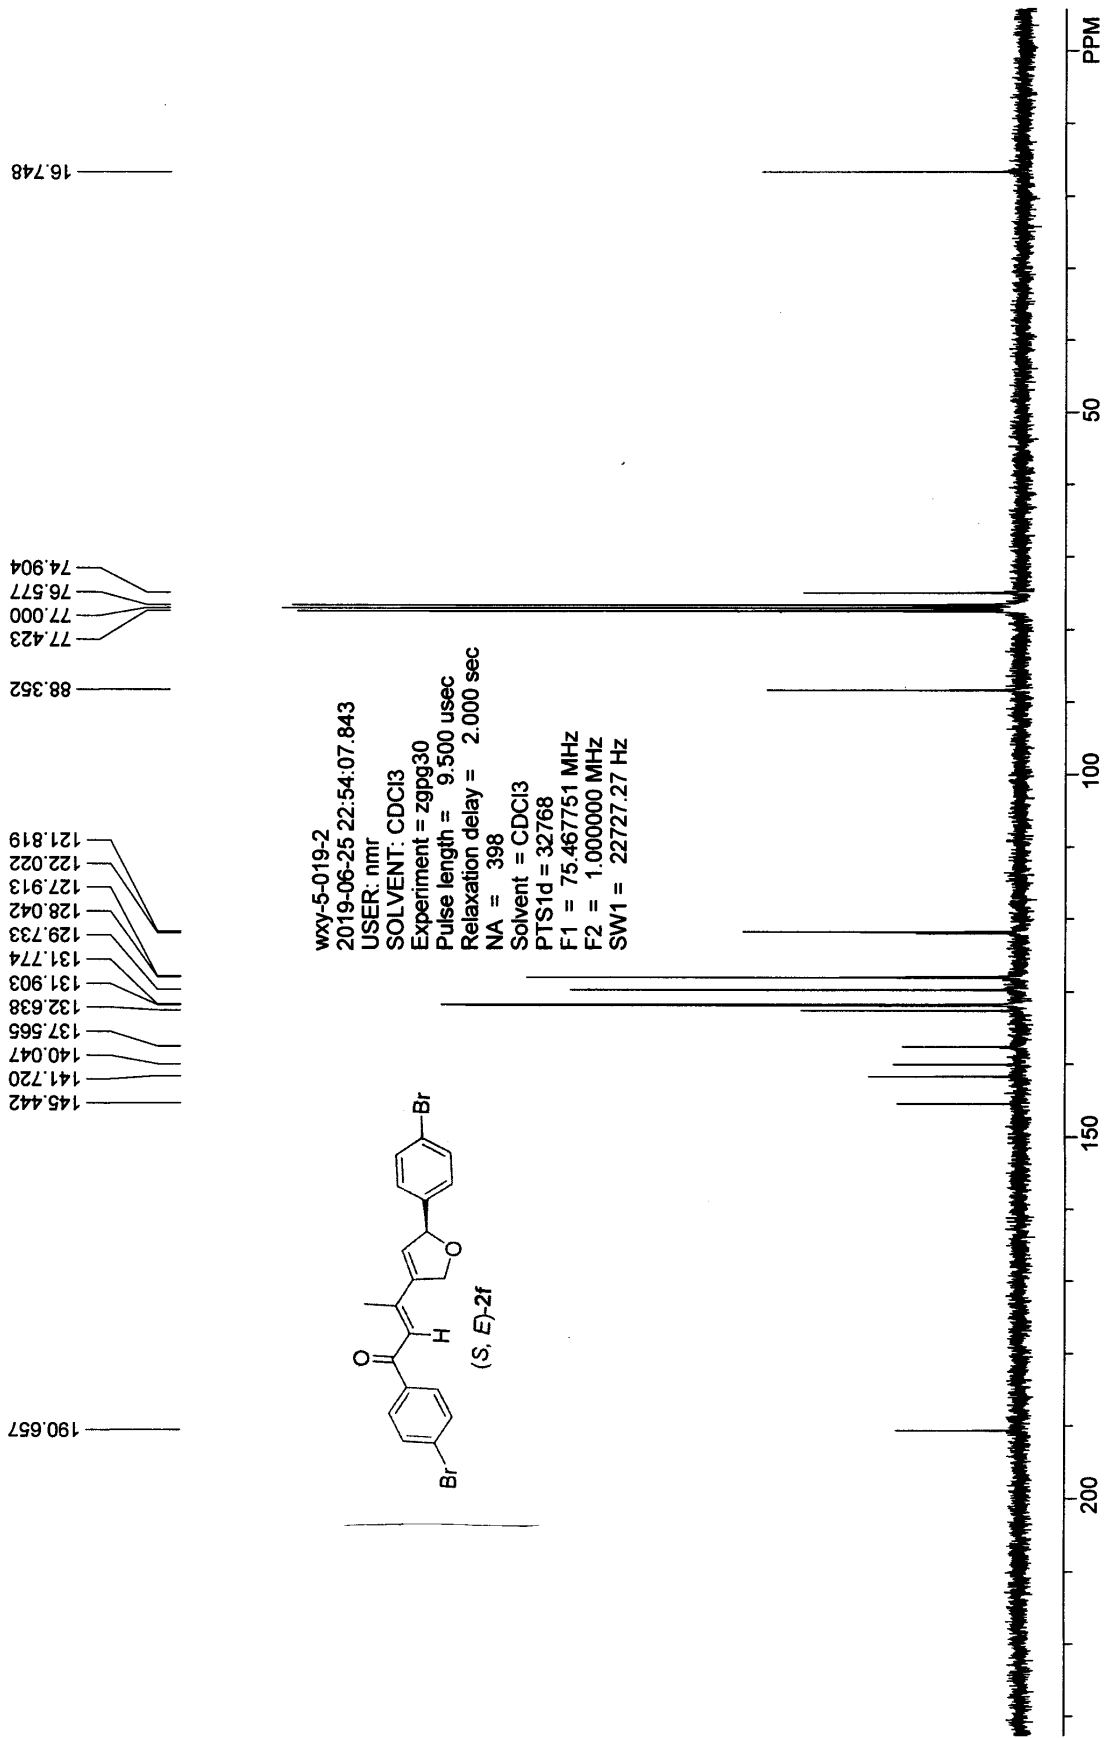 190.657
145.442
141.720
140.047
137.565
132.638
131.903
131.774
129.733
128.042
127.913
122.022
121.819
88.352
77.423
77.000
76.577
74.904
16.748
wxy-5-019-2
2019-06-25 22:54:07.843
USER: nmr
SOLVENT: CDCl3
Experiment = zgpg30
Pulse length = 9.500 usec
Relaxation delay = 2.000 sec
NA = 398
Solvent = CDCl3
PTS1d = 32768
F1 = 75.467751 MHz
F2 = 1.000000 MHz
SW1 = 22727.27 Hz
O
Br
H
O
Br
(S, E)-2f
200
150
100
50
PPM